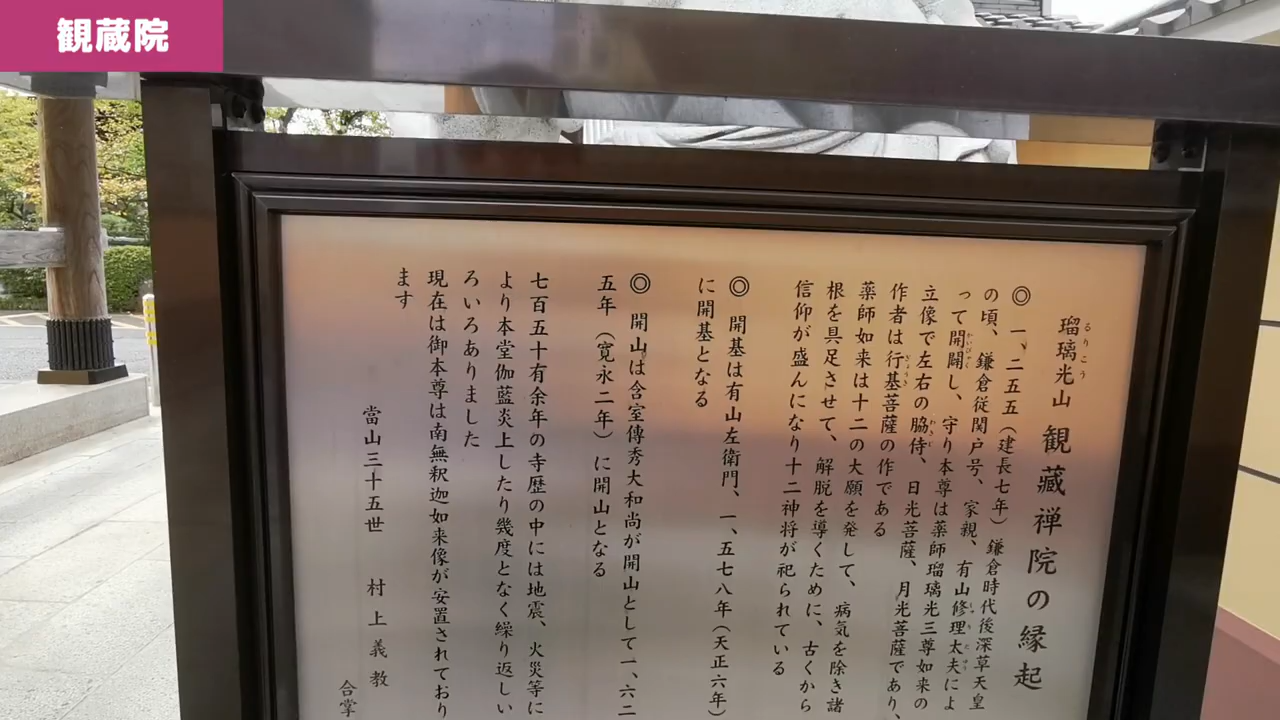 観蔵院
瑠璃光山 観藏禅院の縁起
るりこう
◎ 一、二五五（建長七年）鎌倉時代後深草天皇
の頃、鎌倉従関戸号、家親、有山修理太夫によ
って開闢し、守り本尊は薬師瑠璃光三尊如来の
立像で左右の脇侍、日光菩薩、月光菩薩であり、
作者は行基菩薩の作である
薬師如来は十二の大願を発して、病気を除き諸
根を具足させて、解脱を導くために、古くから
信仰が盛んになり十二神将が祀られている
◎ 開基は有山左衛門、一、五七八年（天正六年）
に開基となる
◎ 開山は含室傳秀大和尚が開山として一、六二
五年（寛永二年）に開山となる
七百五十有余年の寺歴の中には地震、火災等に
より本堂伽藍炎上したり幾度となく繰り返しい
ろいろありました
現在は御本尊は南無釈迦如来像が安置されており
ます
當山三十五世 村上義教
合掌